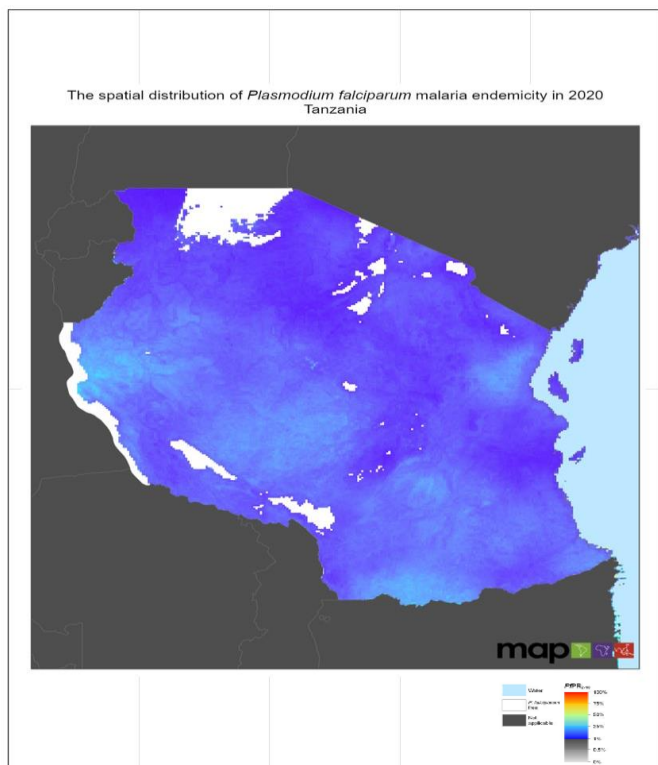 The spatial distribution of Plasmodium falciparum malaria endemicity in 2020
Tanzania
map
Water
P. falciparum
free
Not
applicable
100%
75%
50%
25%
1%
0.5%
0%